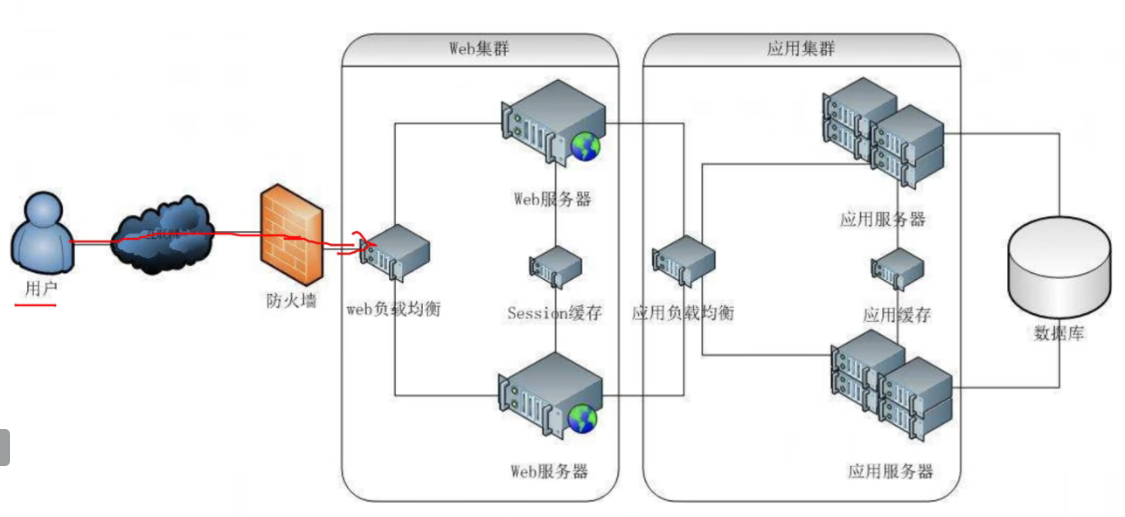 Web集群
应用集群
Web服务器
应用服务器
用户
防火墙
web负载均衡
Session缓存
应用负载均衡
应用缓存
数据库
Web服务器
应用服务器